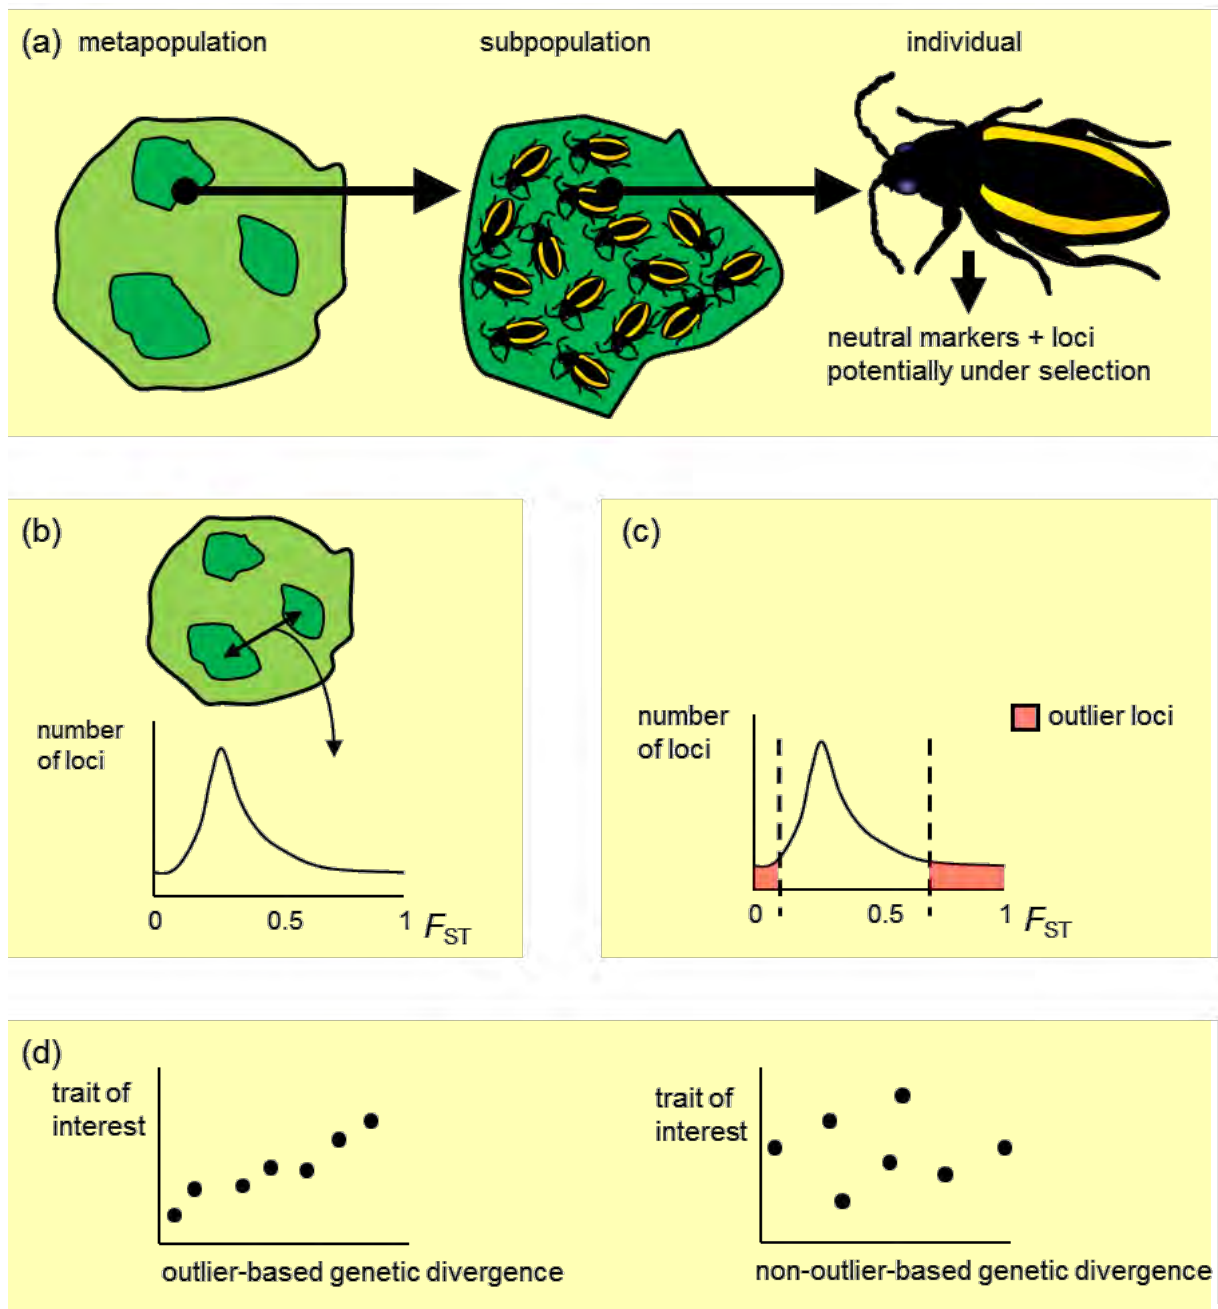 (a) metapopulation subpopulation individual
neutral markers + loci
potentially under selection
(b)
number
of loci
0 0.5 1 FST
(c)
number
of loci
outlier loci
0 0.5 1 FST
(d)
trait of
interest
outlier-based genetic divergence
trait of
interest
non-outlier-based genetic divergence